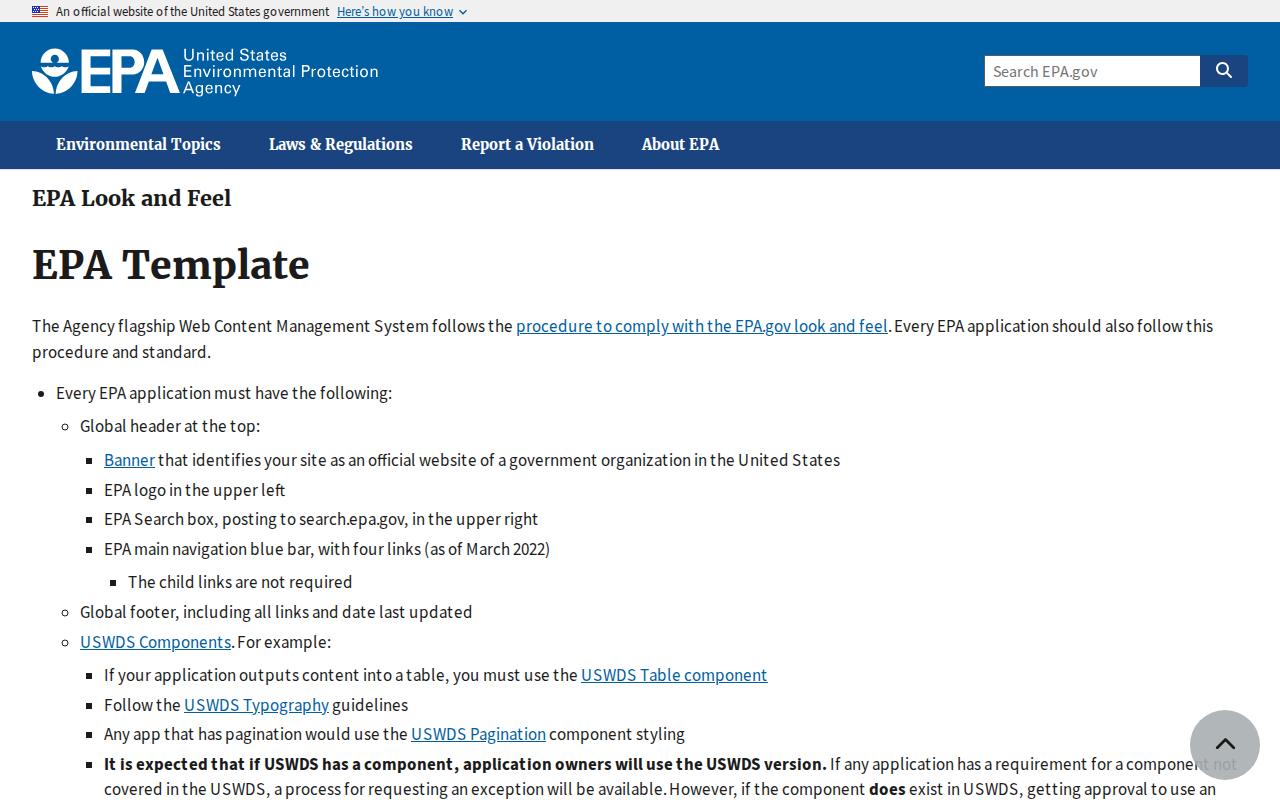 An official website of the United States government Here's how you know
EPA United States
Environmental Protection
Agency
Search EPA.gov
Environmental Topics Laws & Regulations Report a Violation About EPA
EPA Look and Feel
EPA Template
The Agency flagship Web Content Management System follows the procedure to comply with the EPA.gov look and feel. Every EPA application should also follow this
procedure and standard.
Every EPA application must have the following:
Global header at the top:
Banner that identifies your site as an official website of a government organization in the United States
EPA logo in the upper left
EPA Search box, posting to search.epa.gov, in the upper right
EPA main navigation blue bar, with four links (as of March 2022)
The child links are not required
Global footer, including all links and date last updated
USWDS Components. For example:
If your application outputs content into a table, you must use the USWDS Table component
Follow the USWDS Typography guidelines
Any app that has pagination would use the USWDS Pagination component styling
It is expected that if USWDS has a component, application owners will use the USWDS version. If any application has a requirement for a component not
covered in the USWDS, a process for requesting an exception will be available. However, if the component does exist in USWDS, getting approval to use an